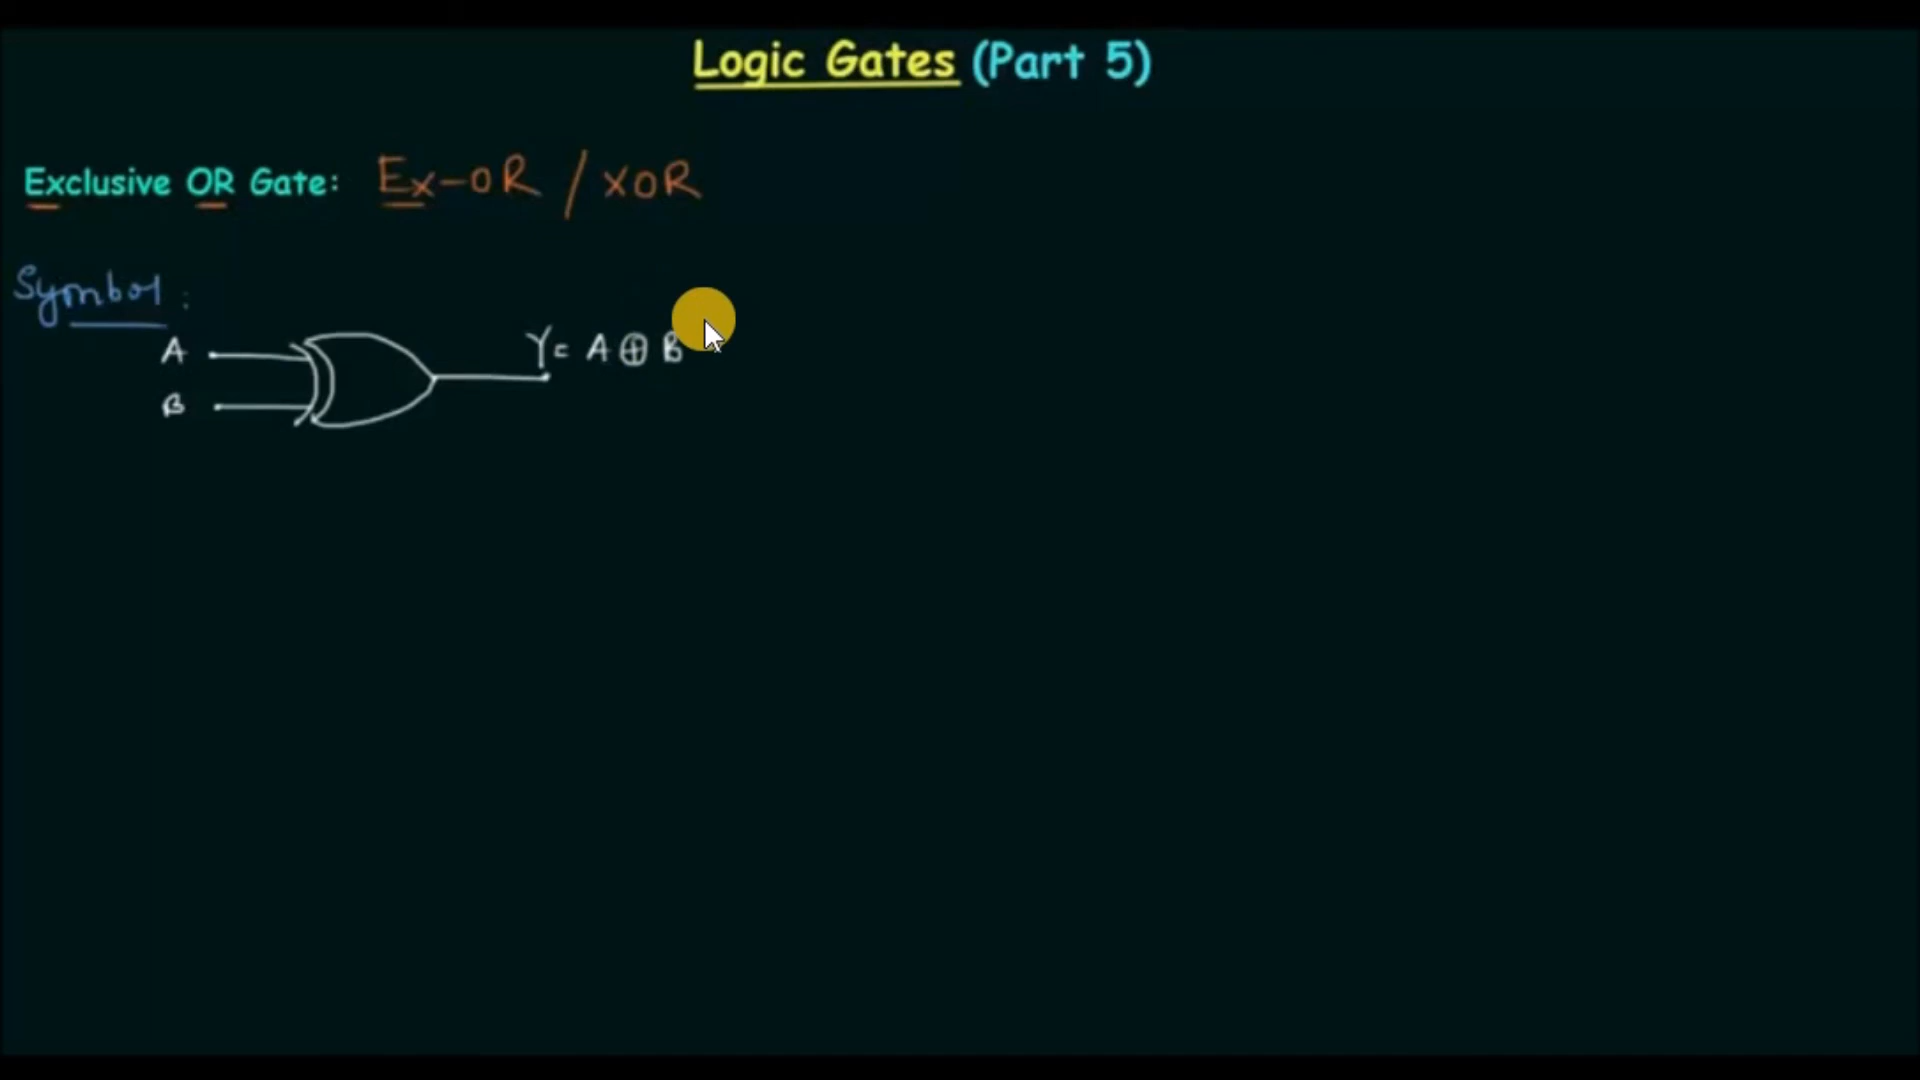 Logic Gates (Part 5)
Exclusive OR Gate: Ex-OR / XOR
Symbol:
A
Y= A ⊕ B
B